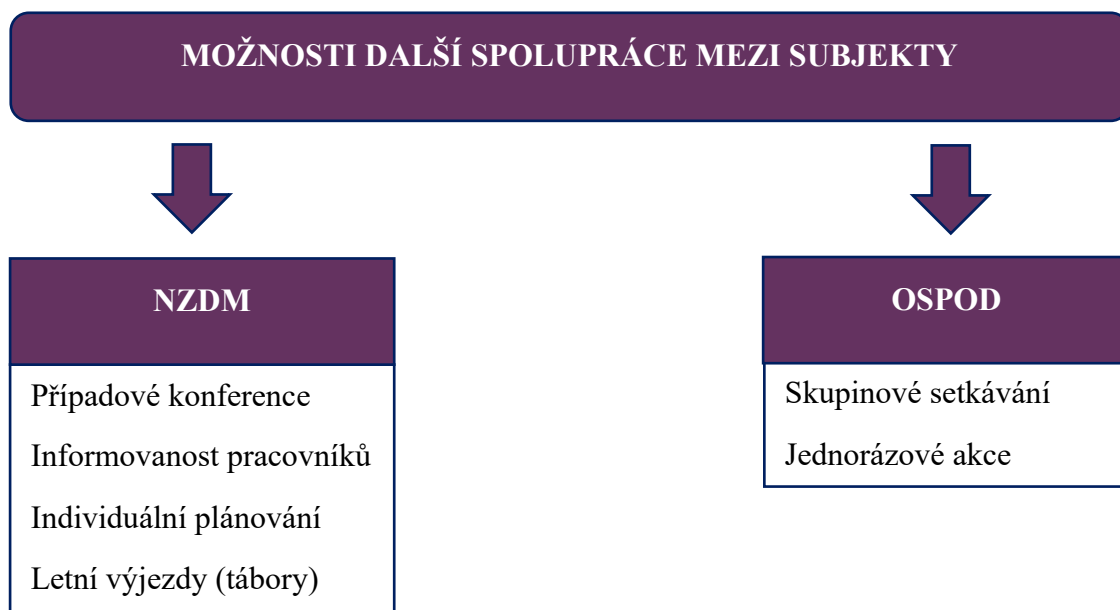 MOŽNOSTI DALŠÍ SPOLUPRÁCE MEZI SUBJEKTY
NZDM
Případové konference
Informovanost pracovníků
Individuální plánování
Letní výjezdy (tábory)
OSPOD
Skupinové setkávání
Jednorázové akce